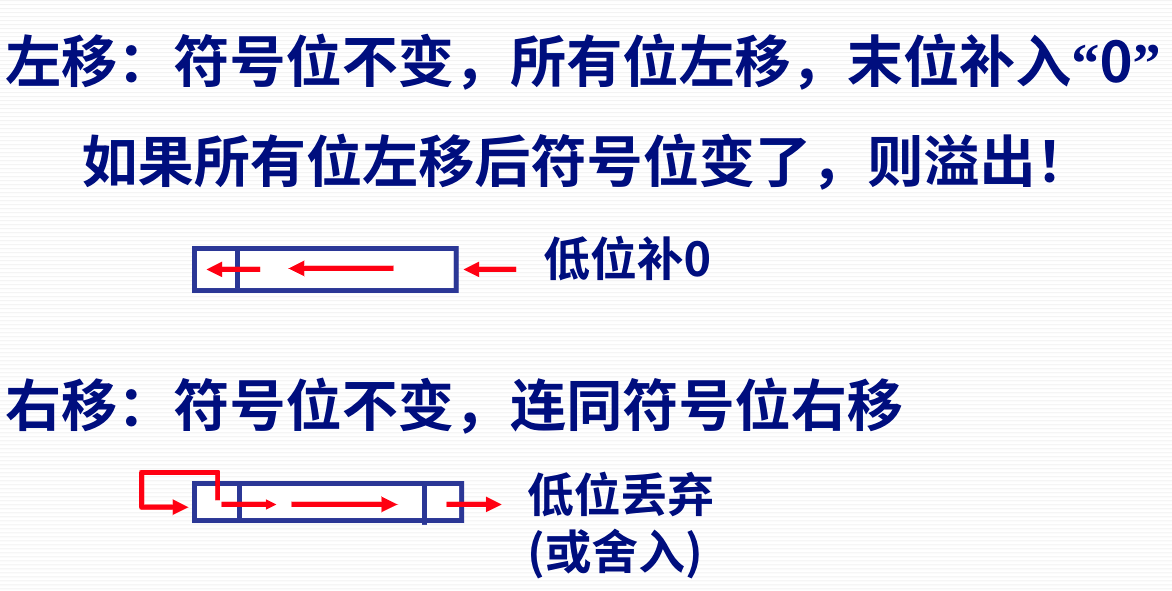 左移：符号位不变，所有位左移，末位补入“0”
如果所有位左移后符号位变了，则溢出！
低位补0
右移：符号位不变，连同符号位右移
低位丢弃
(或舍入)